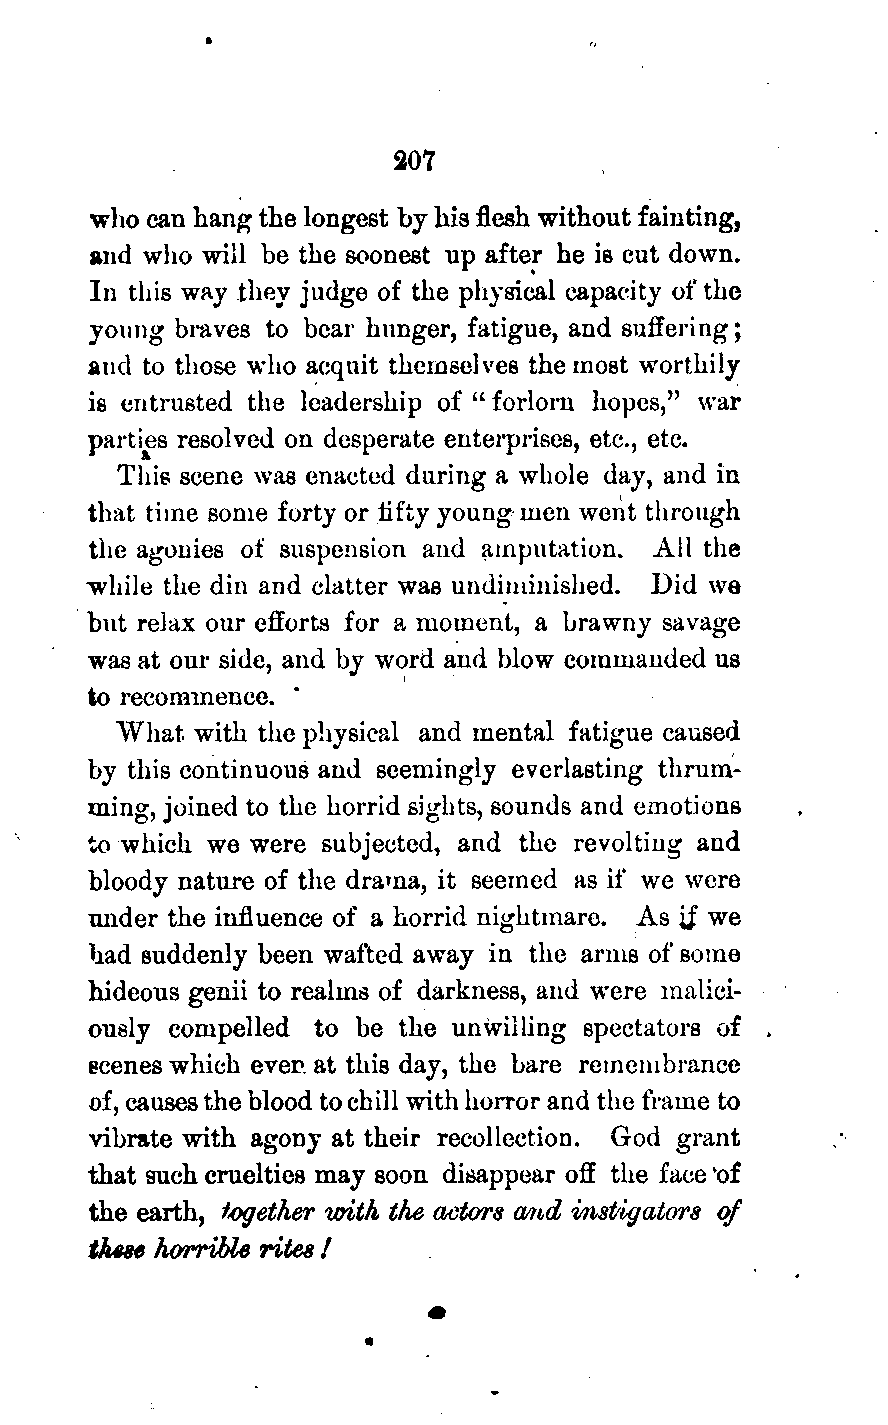 207
who can hang the longest by his flesh without fainting,
and who will be the soonest up after he is cut down.
In this way they judge of the physical capacity of the
young braves to bear hunger, fatigue, and suffering;
and to those who acquit themselves the most worthily
is entrusted the leadership of “forlorn hopes,” war
parties resolved on desperate enterprises, etc., etc.
This scene was enacted during a whole day, and in
that time some forty or fifty young men went through
the agonies of suspension and amputation. All the
while the din and clatter was undiminished. Did we
but relax our efforts for a moment, a brawny savage
was at our side, and by word and blow commanded us
to recommence.
What with the physical and mental fatigue caused
by this continuous and seemingly everlasting thrum-
ming, joined to the horrid sights, sounds and emotions
to which we were subjected, and the revolting and
bloody nature of the drama, it seemed as if we were
under the influence of a horrid nightmare. As if we
had suddenly been wafted away in the arms of some
hideous genii to realms of darkness, and were malici-
ously compelled to be the unwilling spectators of
scenes which even at this day, the bare remembrance
of, causes the blood to chill with horror and the frame to
vibrate with agony at their recollection. God grant
that such cruelties may soon disappear off the face of
the earth, together with the actors and instigators of
these horrible rites!